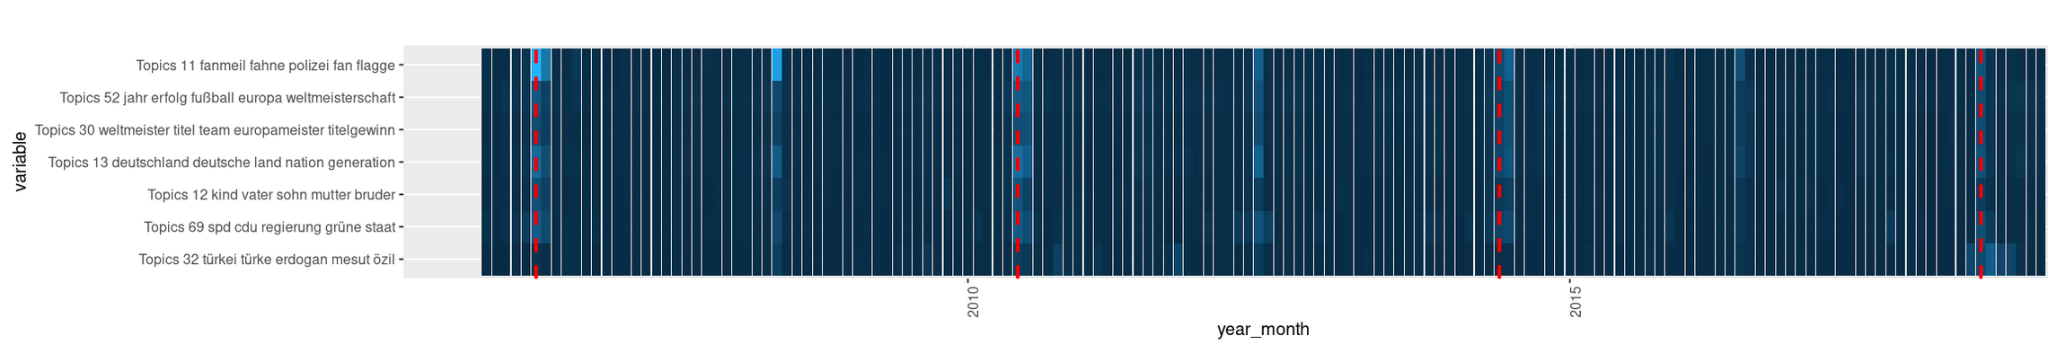 variable
Topics 11 fanmeil fahne polizei fan flagge
Topics 52 jahr erfolg fußball europa weltmeisterschaft
Topics 30 weltmeister titel team europameister titelgewinn
Topics 13 deutschland deutsche land nation generation
Topics 12 kind vater sohn mutter bruder
Topics 69 spd cdu regierung grüne staat
Topics 32 türkei türke erdogan mesut özil
2010
2015
year_month